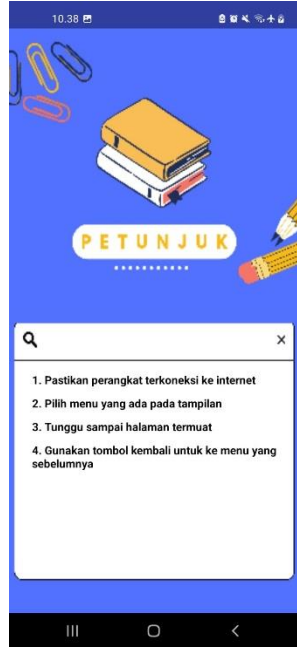 10.38
PETUNJUK
1. Pastikan perangkat terkoneksi ke internet
2. Pilih menu yang ada pada tampilan
3. Tunggu sampai halaman termuat
4. Gunakan tombol kembali untuk ke menu yang
sebelumnya